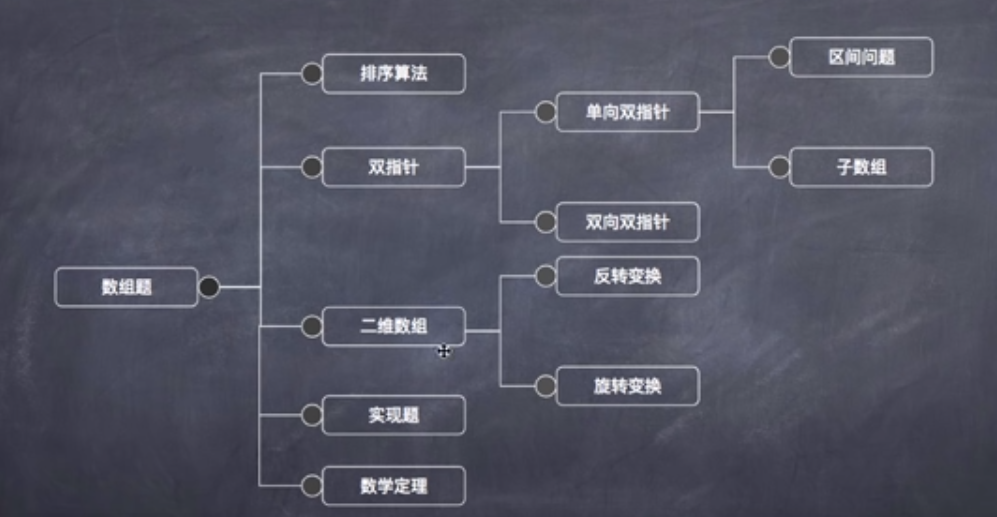 数组题
排序算法
双指针
单向双指针
区间问题
子数组
双向双指针
二维数组
反转变换
旋转变换
实现题
数学定理